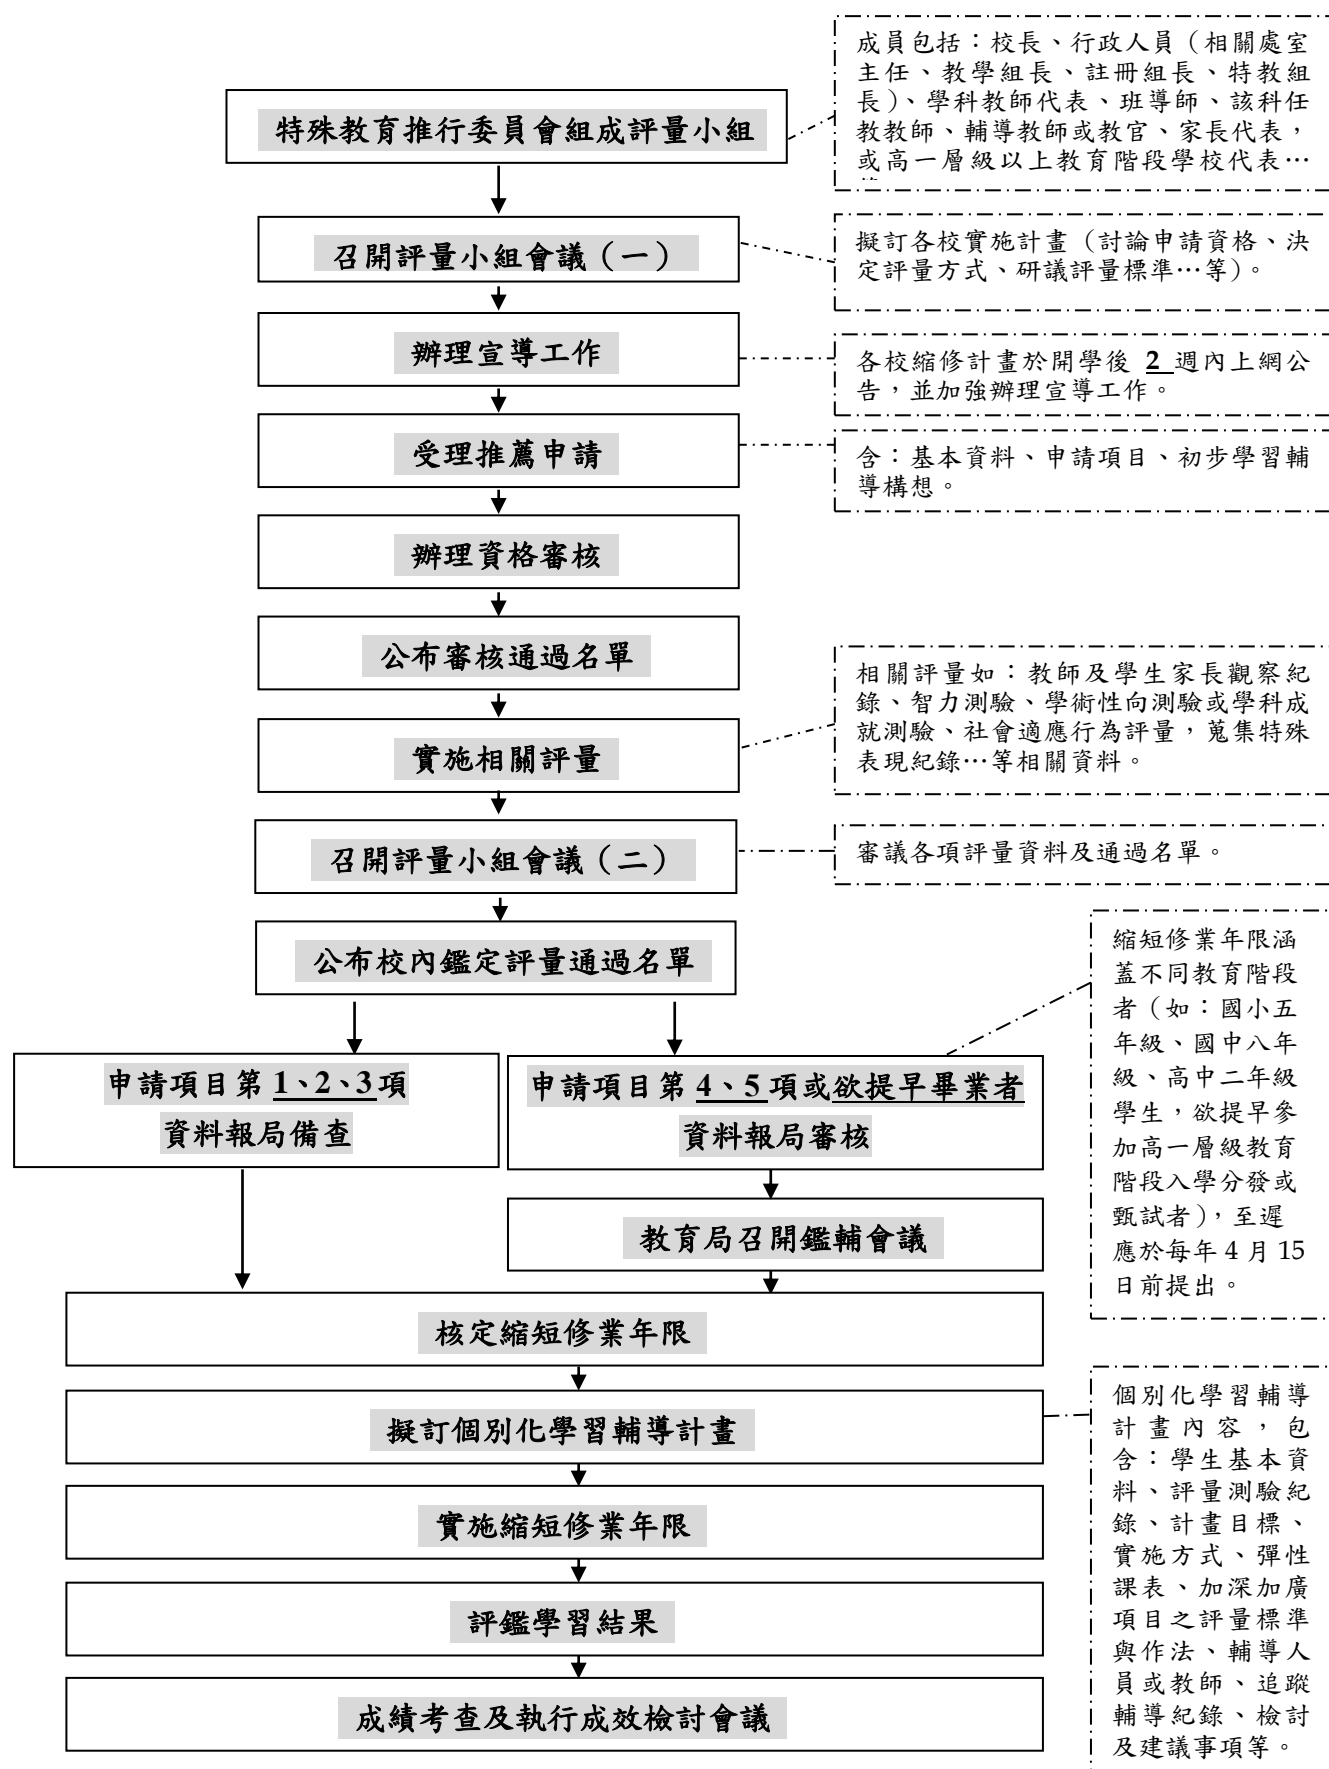 特殊教育推行委員會組成評量小組
成員包括：校長、行政人員（相關處室
主任、教學組長、註冊組長、特教組
長）、學科教師代表、班導師、該科任
教教師、輔導教師或教官、家長代表，
或高一層級以上教育階段學校代表…
召開評量小組會議（一）
擬訂各校實施計畫（討論申請資格、決
定評量方式、研議評量標準…等）。
辦理宣導工作
各校縮修計畫於開學後 2 週內上網公
告，並加強辦理宣導工作。
受理推薦申請
含：基本資料、申請項目、初步學習輔
導構想。
辦理資格審核
公布審核通過名單
實施相關評量
相關評量如：教師及學生家長觀察紀
錄、智力測驗、學術性向測驗或學科成
就測驗、社會適應行為評量，蒐集特殊
表現紀錄…等相關資料。
召開評量小組會議（二）
審議各項評量資料及通過名單。
公布校內鑑定評量通過名單
申請項目第 1、2、3 項
資料報局備查
申請項目第 4、5 項或欲提早畢業者
資料報局審核
縮短修業年限涵
蓋不同教育階段
者（如：國小五
年級、國中八年
級、高中二年級
學生，欲提早參
加高一層級教育
階段入學分發或
甄試者），至遲
應於每年 4 月 15
日前提出。
教育局召開鑑輔會議
核定縮短修業年限
擬訂個別化學習輔導計畫
個別化學習輔導
計畫內容，包
含：學生基本資
料、評量測驗紀
錄、計畫目標、
實施方式、彈性
課表、加深加廣
項目之評量標準
與作法、輔導人
員或教師、追蹤
輔導紀錄、檢討
及建議事項等。
實施縮短修業年限
評鑑學習結果
成績考查及執行成效檢討會議